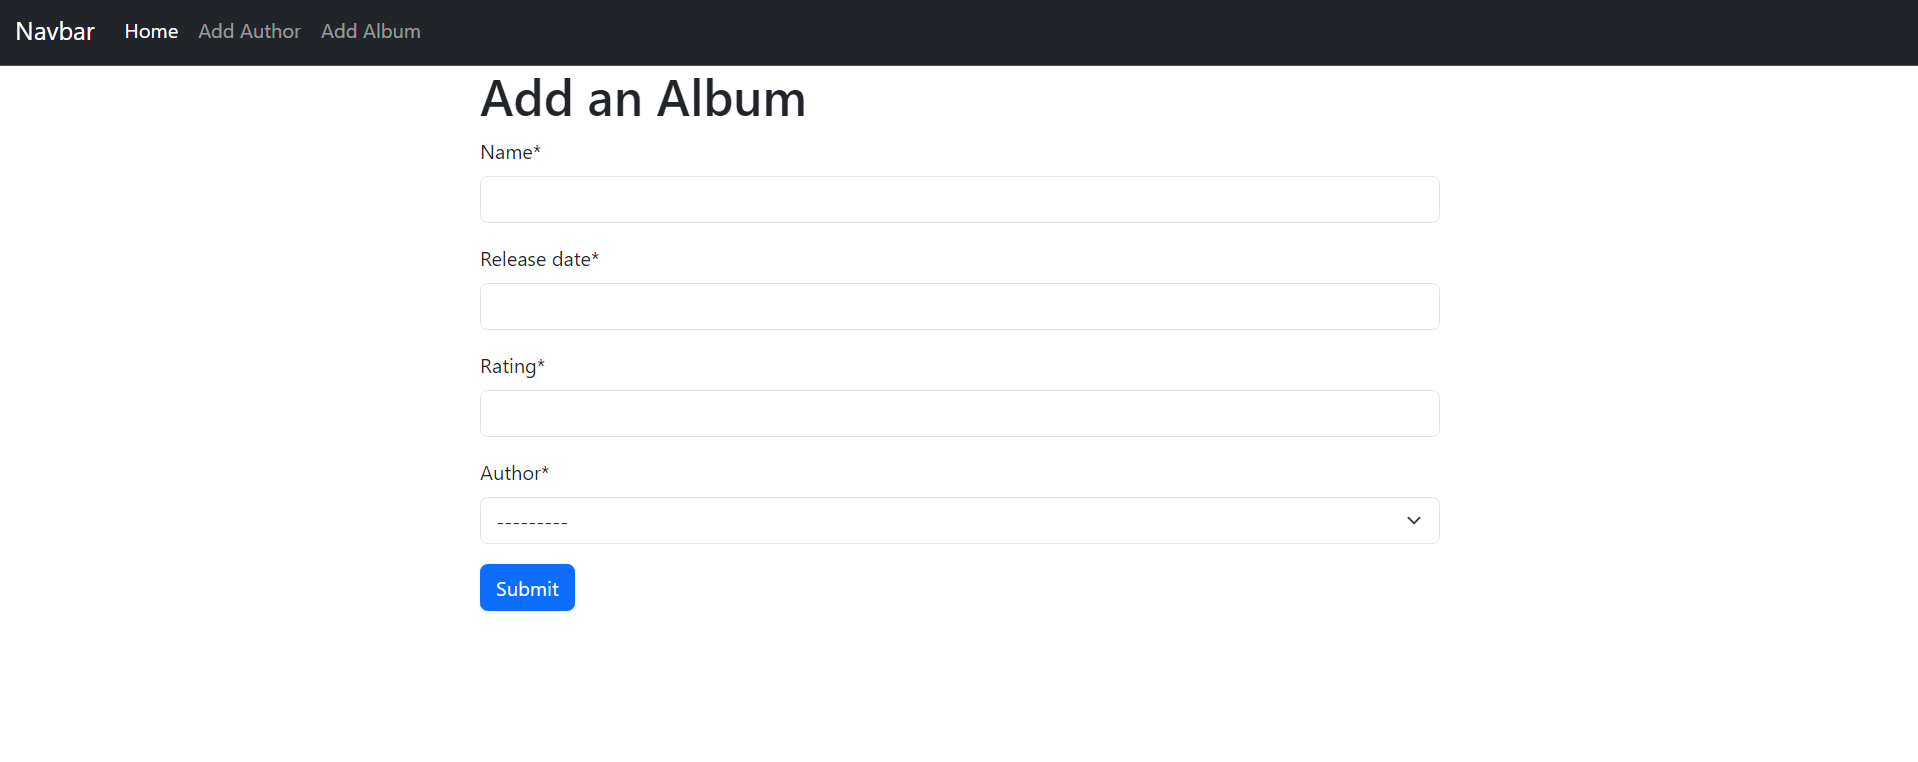 Navbar Home Add Author Add Album
Add an Album
Name*
Release date*
Rating*
Author*
---------
Submit